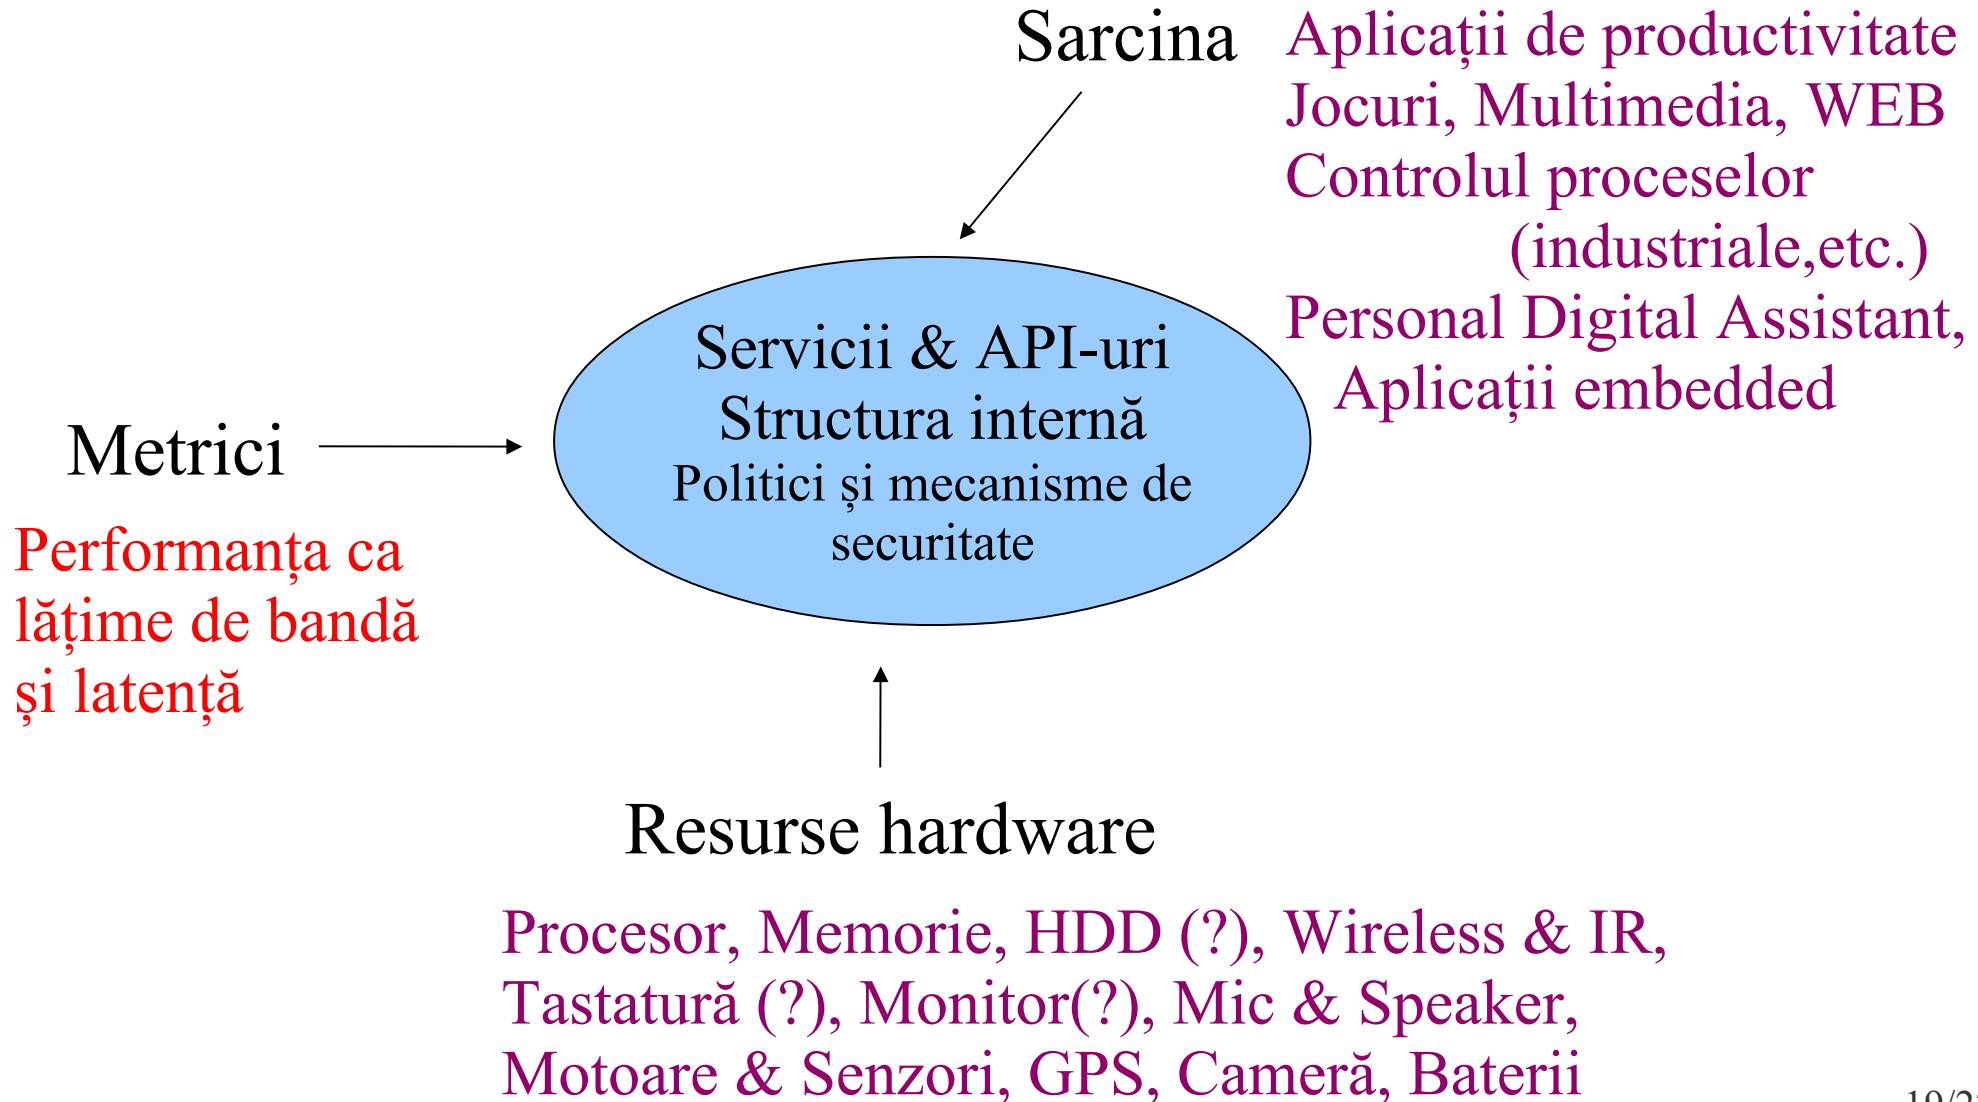 Sarcina
Aplicații de productivitate
Jocuri, Multimedia, WEB
Controlul proceselor
(industriale,etc.)
Personal Digital Assistant,
Aplicații embedded
Servicii & API-uri
Structura internă
Politici și mecanisme de
securitate
Metrici
Performanța ca
lățime de bandă
și latență
Resurse hardware
Procesor, Memorie, HDD (?), Wireless & IR,
Tastatură (?), Monitor(?), Mic & Speaker,
Motoare & Senzori, GPS, Cameră, Baterii